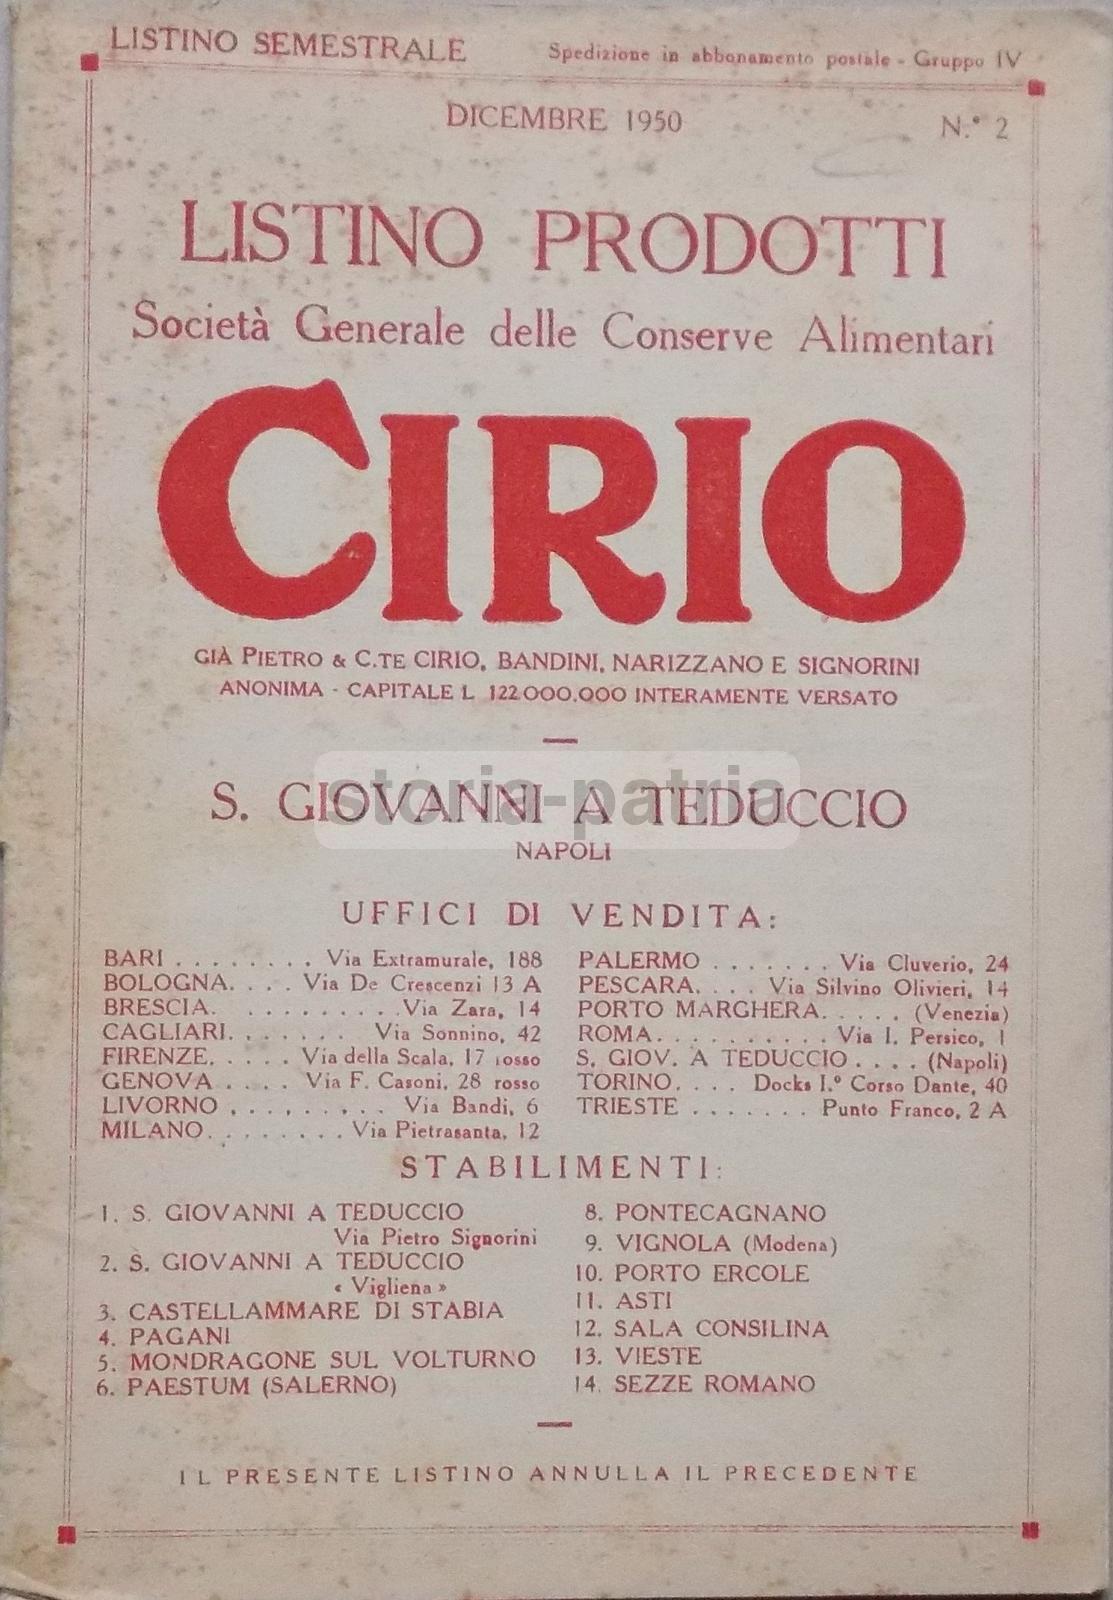 LISTINO SEMESTRALE
Spedizione in abbonamento postale - Gruppo IV
DICEMBRE 1950
N.° 2
LISTINO PRODOTTI
Società Generale delle Conserve Alimentari
CIRIO
GIÀ PIETRO & C.TE CIRIO, BANDINI, NARIZZANO E SIGNORINI
ANONIMA - CAPITALE L 122.000.000 INTERAMENTE VERSATO
storia-patria
S. GIOVANNI A TEDUCCIO
NAPOLI
UFFICI DI VENDITA:
BARI . . . . . . . . Via Extramurale, 188
BOLOGNA. . . . Via De Crescenzi 13 A
BRESCIA. . . . . . . . . . Via Zara, 14
CAGLIARI. . . . . . . Via Sonnino, 42
FIRENZE. . . . . Via della Scala, 17 rosso
GENOVA . . . . Via F. Casoni, 28 rosso
LIVORNO . . . . . . . . . Via Bandi, 6
MILANO. . . . . . . . Via Pietrasanta, 12
PALERMO . . . . . . . Via Cluverio, 24
PESCARA. . . . Via Silvino Olivieri, 14
PORTO MARGHERA. . . . . (Venezia)
ROMA. . . . . . . . . . Via I. Persico, 1
S. GIOV. A TEDUCCIO . . . . (Napoli)
TORINO. . . . Docks I.° Corso Dante, 40
TRIESTE . . . . . . . Punto Franco, 2 A
STABILIMENTI:
1. S. GIOVANNI A TEDUCCIO
Via Pietro Signorini
2. S. GIOVANNI A TEDUCCIO
« Vigliena »
3. CASTELLAMMARE DI STABIA
4. PAGANI
5. MONDRAGONE SUL VOLTURNO
6. PAESTUM (SALERNO)
8. PONTECAGNANO
9. VIGNOLA (Modena)
10. PORTO ERCOLE
11. ASTI
12. SALA CONSILINA
13. VIESTE
14. SEZZE ROMANO
IL PRESENTE LISTINO ANNULLA IL PRECEDENTE